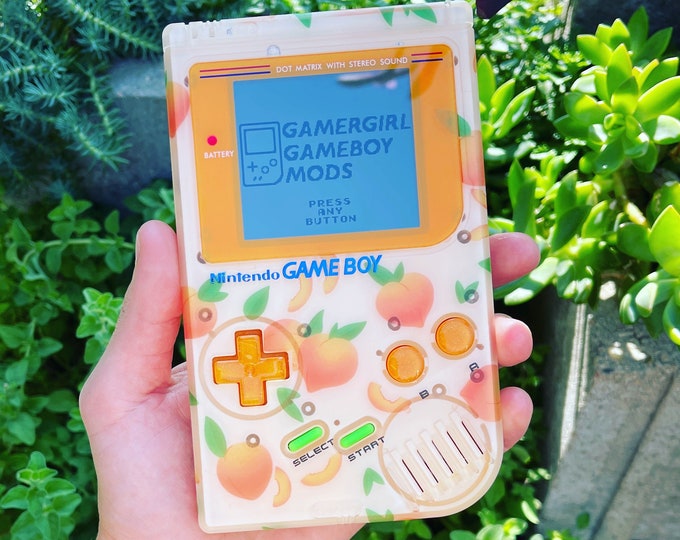 DOT MATRIX WITH STEREO SOUND
BATTERY
GAMERGIRL
GAMEBOY
MODS
PRESS
ANY
BUTTON
Nintendo GAME BOY
B A
SELECT START